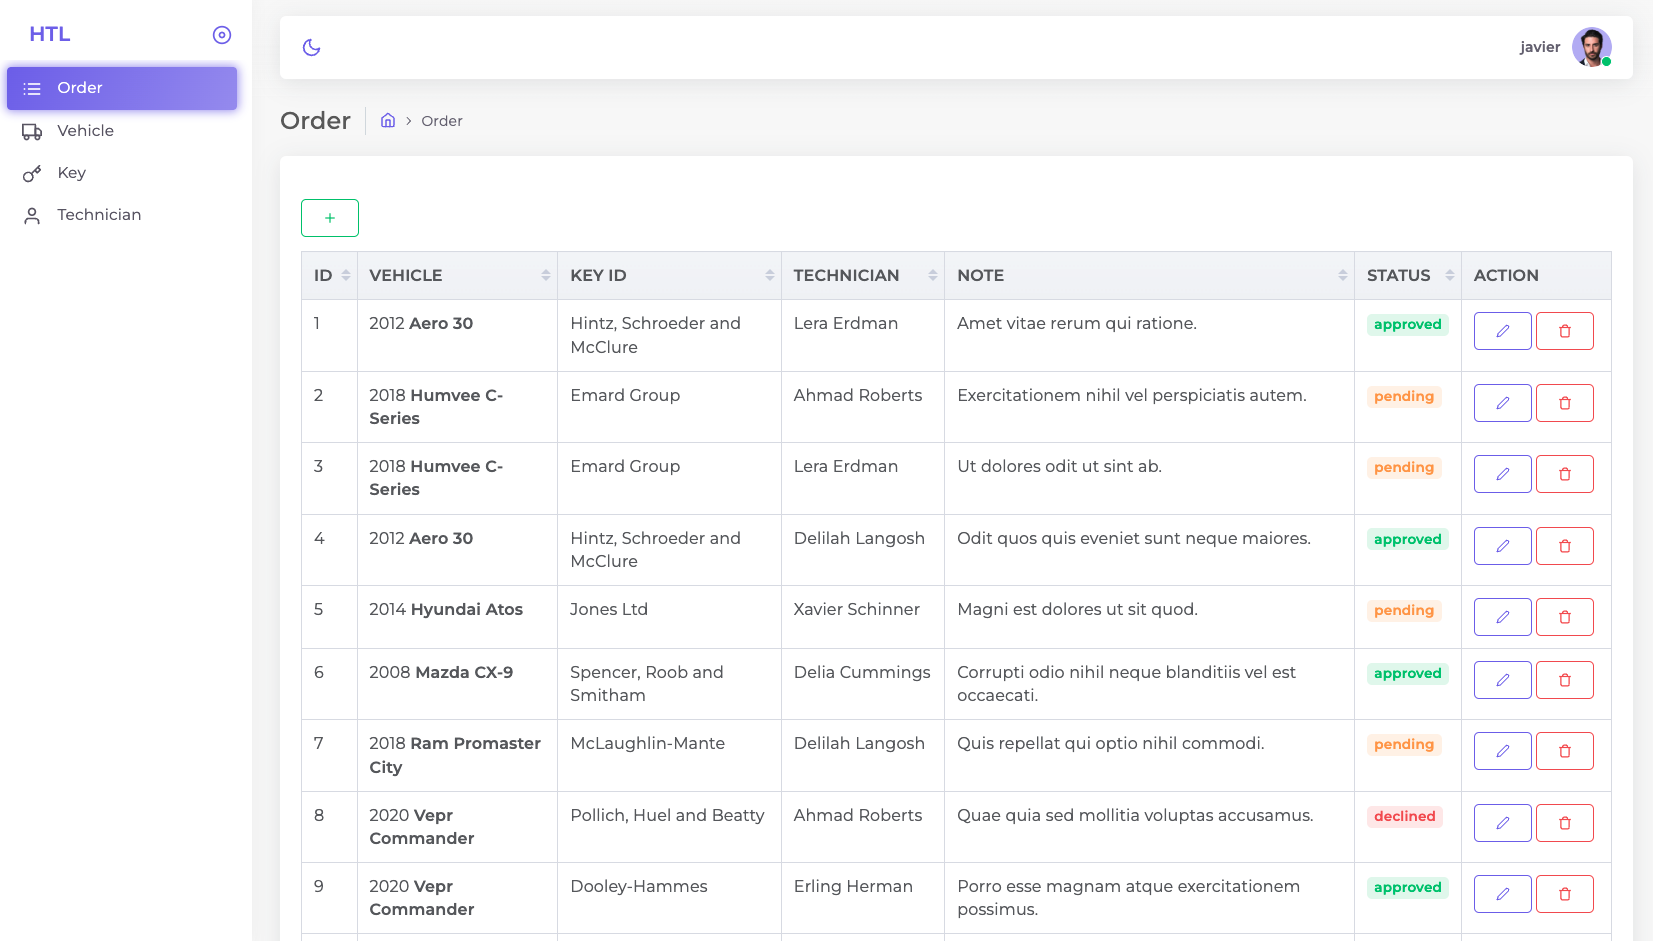 HTL
Order
Vehicle
Key
Technician
javier
Order
Order
+
ID VEHICLE KEY ID TECHNICIAN NOTE STATUS ACTION
1 2012 Aero 30 Hintz, Schroeder and Lera Erdman Amet vitae rerum qui ratione. approved
McClure
2 2018 Humvee C- Emard Group Ahmad Roberts Exercitationem nihil vel perspiciatis autem. pending
Series
3 2018 Humvee C- Emard Group Lera Erdman Ut dolores odit ut sint ab. pending
Series
4 2012 Aero 30 Hintz, Schroeder and Delilah Langosh Odit quos quis eveniet sunt neque maiores. approved
McClure
5 2014 Hyundai Atos Jones Ltd Xavier Schinner Magni est dolores ut sit quod. pending
6 2008 Mazda CX-9 Spencer, Roob and Delia Cummings Corrupti odio nihil neque blanditiis vel est approved
Smitham occaecati.
7 2018 Ram Promaster McLaughlin-Mante Delilah Langosh Quis repellat qui optio nihil commodi. pending
City
8 2020 Vepr Pollich, Huel and Beatty Ahmad Roberts Quae quia sed mollitia voluptas accusamus. declined
Commander
9 2020 Vepr Dooley-Hammes Erling Herman Porro esse magnam atque exercitationem approved
Commander possimus.